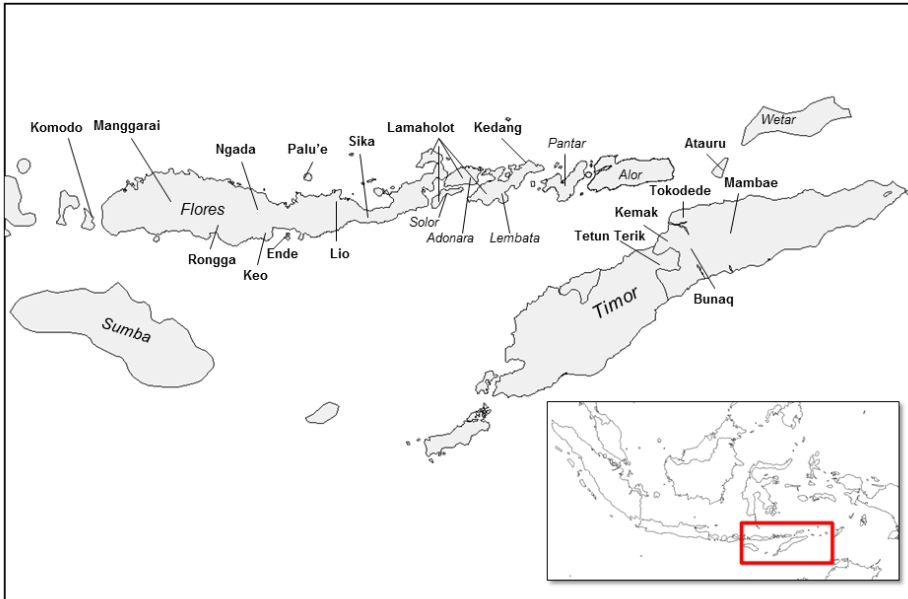 Komodo
Manggarai
Ngada
Palu'e
Sika
Lamaholot
Kedang
Pantar
Alor
Wetar
Atauru
Tokodede
Mambae
Kemak
Tetun Terik
Bunaq
Flores
Rongga
Keo
Ende
Lio
Solor
Adonara
Lembata
Timor
Sumba